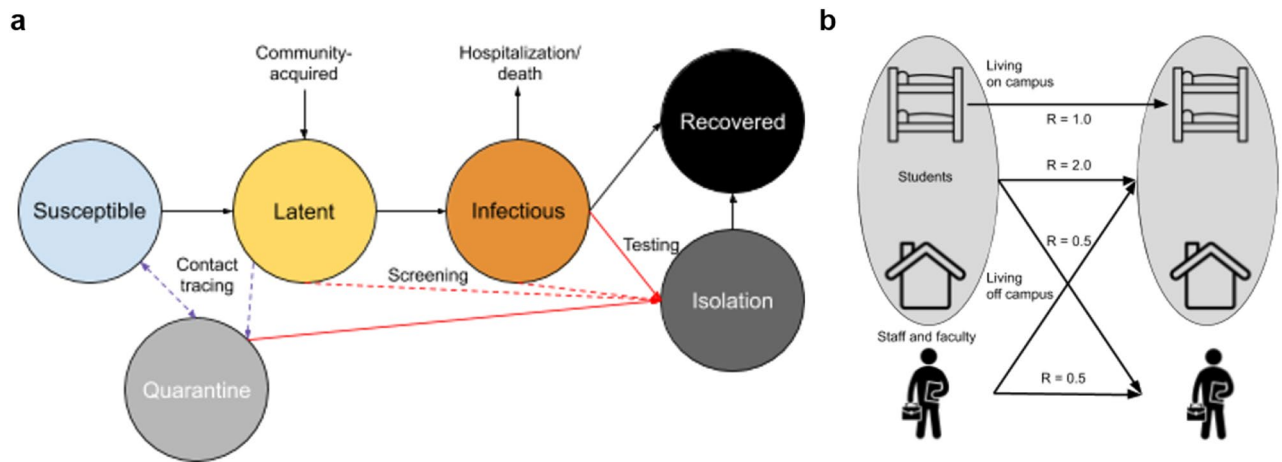 a
Community-
acquired
Hospitalization/
death
Recovered
Susceptible
Latent
Infectious
Testing
Contact
tracing
Screening
Isolation
Quarantine
b
Living
on campus
R = 1.0
Students
R = 2.0
R = 0.5
Living
off campus
Staff and faculty
R = 0.5